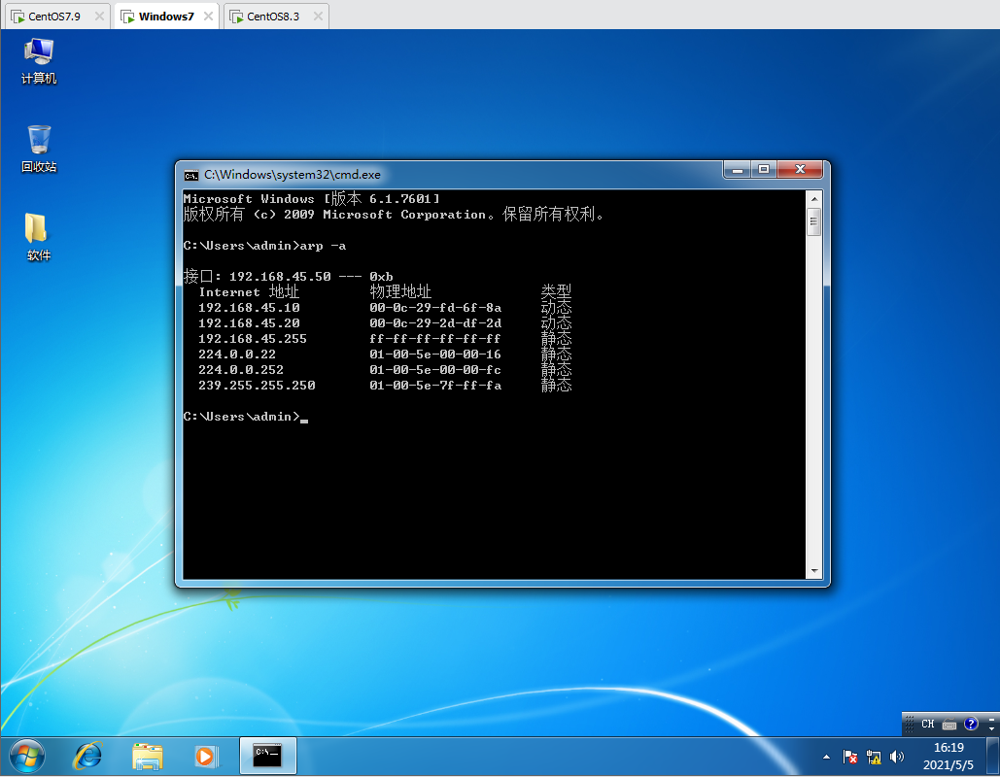 CentOS7.9 Windows7 CentOS8.3
计算机
回收站
软件
C:\Windows\system32\cmd.exe
Microsoft Windows [版本 6.1.7601]
版权所有 (c) 2009 Microsoft Corporation。保留所有权利。
C:\Users\admin>arp -a
接口: 192.168.45.50 --- 0xb
Internet 地址 物理地址 类型
192.168.45.10 00-0c-29-fd-6f-8a 动态
192.168.45.20 00-0c-29-2d-df-2d 动态
192.168.45.255 ff-ff-ff-ff-ff-ff 静态
224.0.0.22 01-00-5e-00-00-16 静态
224.0.0.252 01-00-5e-00-00-fc 静态
239.255.255.250 01-00-5e-7f-ff-fa 静态
C:\Users\admin>
CH
16:19
2021/5/5